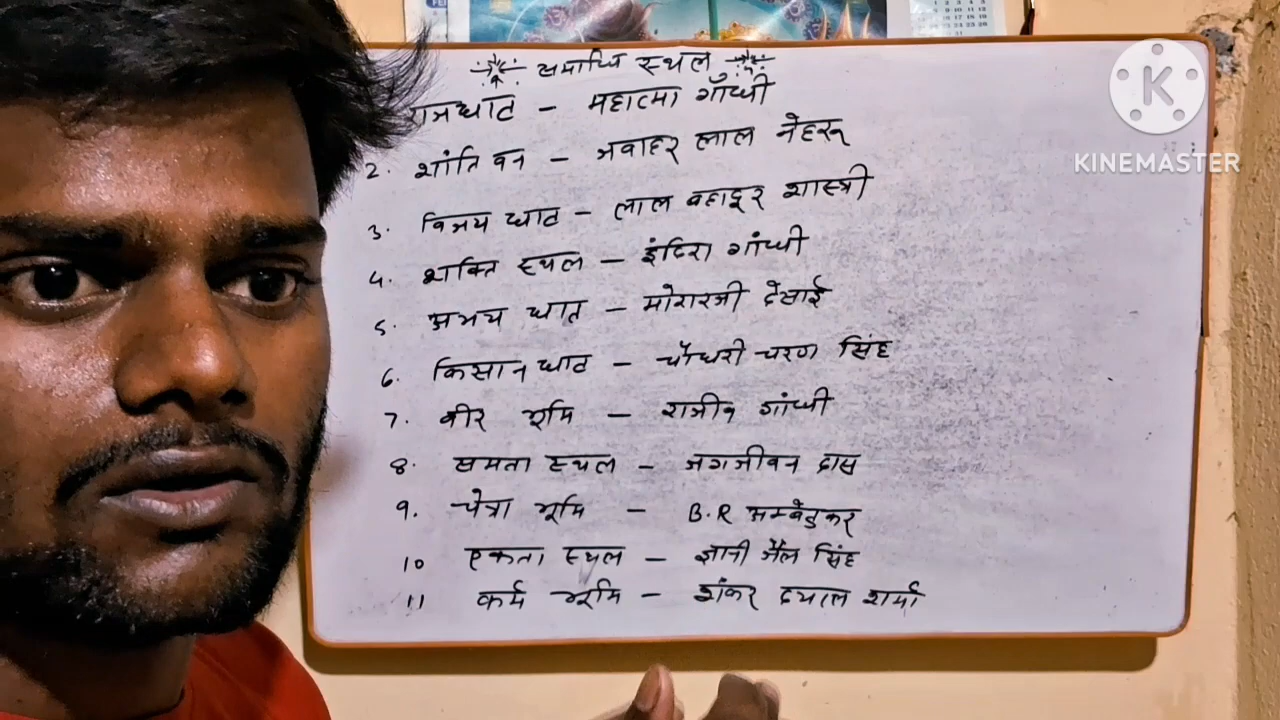 समाधि स्थल
राजघाट - महात्मा गाँधी
2. शांति वन - जवाहर लाल नेहरू
3. विजय घाट - लाल बहादुर शास्त्री
4. शक्ति स्थल - इंदिरा गांधी
5. अभय घाट - मोरारजी देसाई
6. किसान घाट - चौधरी चरण सिंह
7. वीर भूमि - राजीव गांधी
8. समता स्थल - जगजीवन दास
9. चेत्रा भूमि - B.R अम्बेडकर
10 एकता स्थल - ज्ञानी जैल सिंह
11 कर्म भूमि - शंकर दयाल शर्मा
KINEMASTER